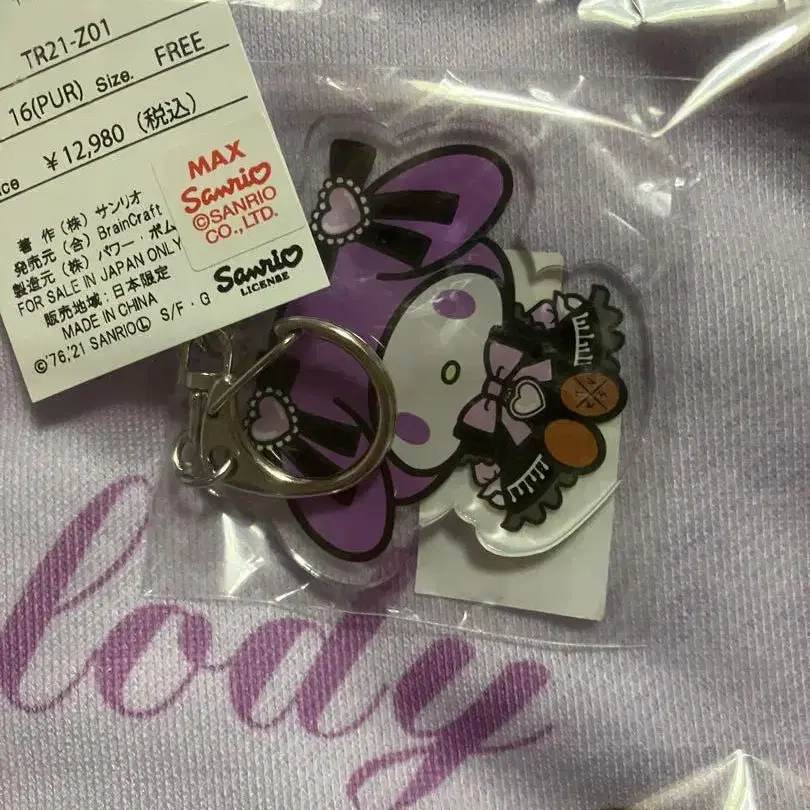 TR21-Z01
16(PUR) Size. FREE
¥12,980 (税込)
MAX
Sanrio
©SANRIO
CO.,LTD.
著 作 (株) サンリオ
発売元 (合) BrainCraft
製造元 (株) パワー・ポム
FOR SALE IN JAPAN ONLY
販売地域:日本限定
MADE IN CHINA
©'76,'21 SANRIO Ⓛ S/F・G
Sanrio
LICENSE
lody